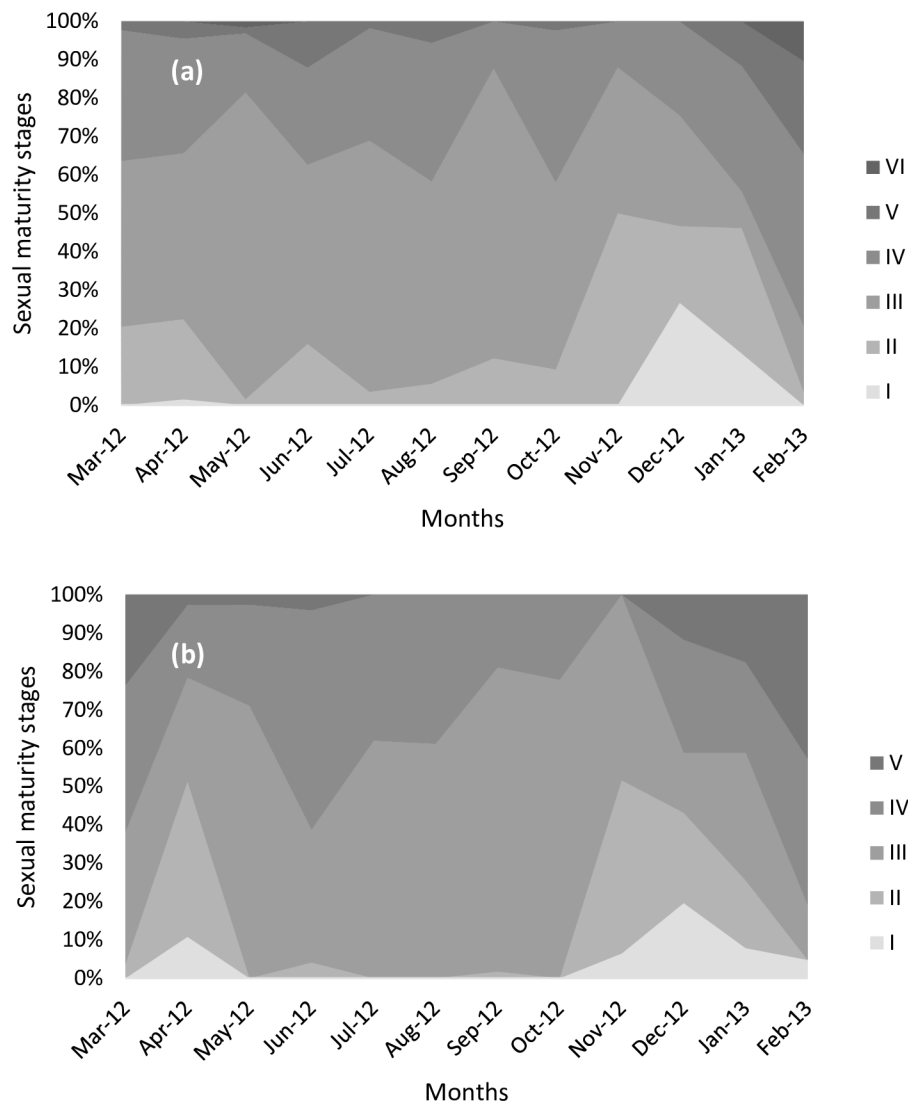 100%
90%
80%
70%
60%
50%
40%
30%
20%
10%
0%
Sexual maturity stages
(a)
Mar-12 Apr-12 May-12 Jun-12 Jul-12 Aug-12 Sep-12 Oct-12 Nov-12 Dec-12 Jan-13 Feb-13
Months
VI
V
IV
III
II
I
100%
90%
80%
70%
60%
50%
40%
30%
20%
10%
0%
Sexual maturity stages
(b)
Mar-12 Apr-12 May-12 Jun-12 Jul-12 Aug-12 Sep-12 Oct-12 Nov-12 Dec-12 Jan-13 Feb-13
Months
V
IV
III
II
I